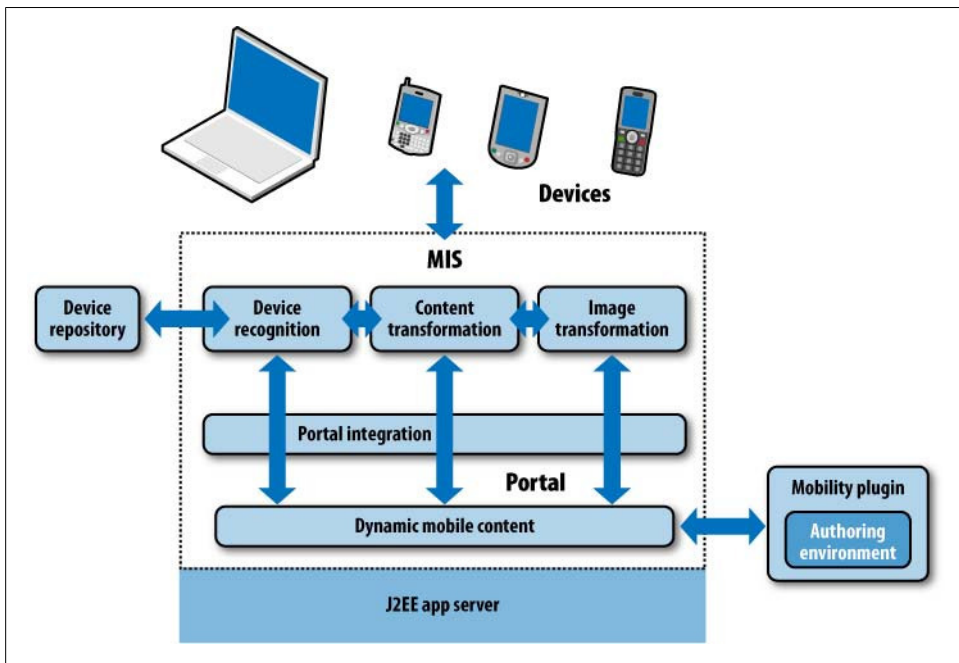 Devices
MIS
Device
repository
Device
recognition
Content
transformation
Image
transformation
Portal integration
Portal
Dynamic mobile content
Mobility plugin
Authoring
environment
J2EE app server